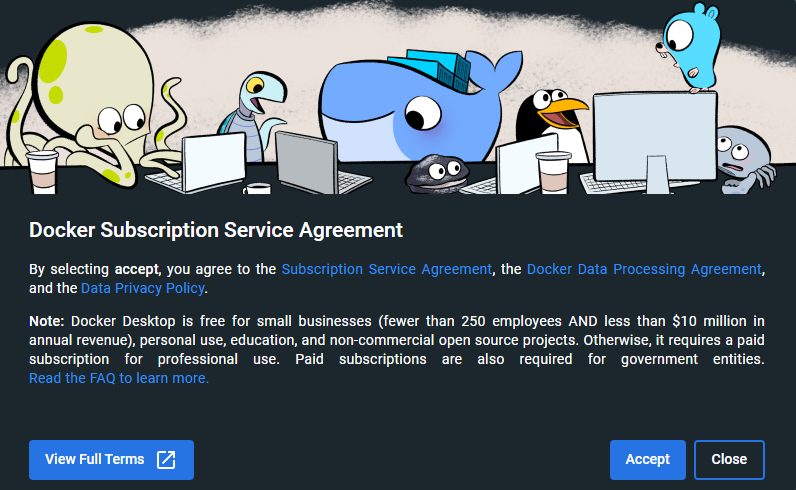 Docker Subscription Service Agreement
By selecting accept, you agree to the Subscription Service Agreement, the Docker Data Processing Agreement,
and the Data Privacy Policy.
Note: Docker Desktop is free for small businesses (fewer than 250 employees AND less than $10 million in
annual revenue), personal use, education, and non-commercial open source projects. Otherwise, it requires a paid
subscription for professional use. Paid subscriptions are also required for government entities.
Read the FAQ to learn more.
View Full Terms
Accept
Close